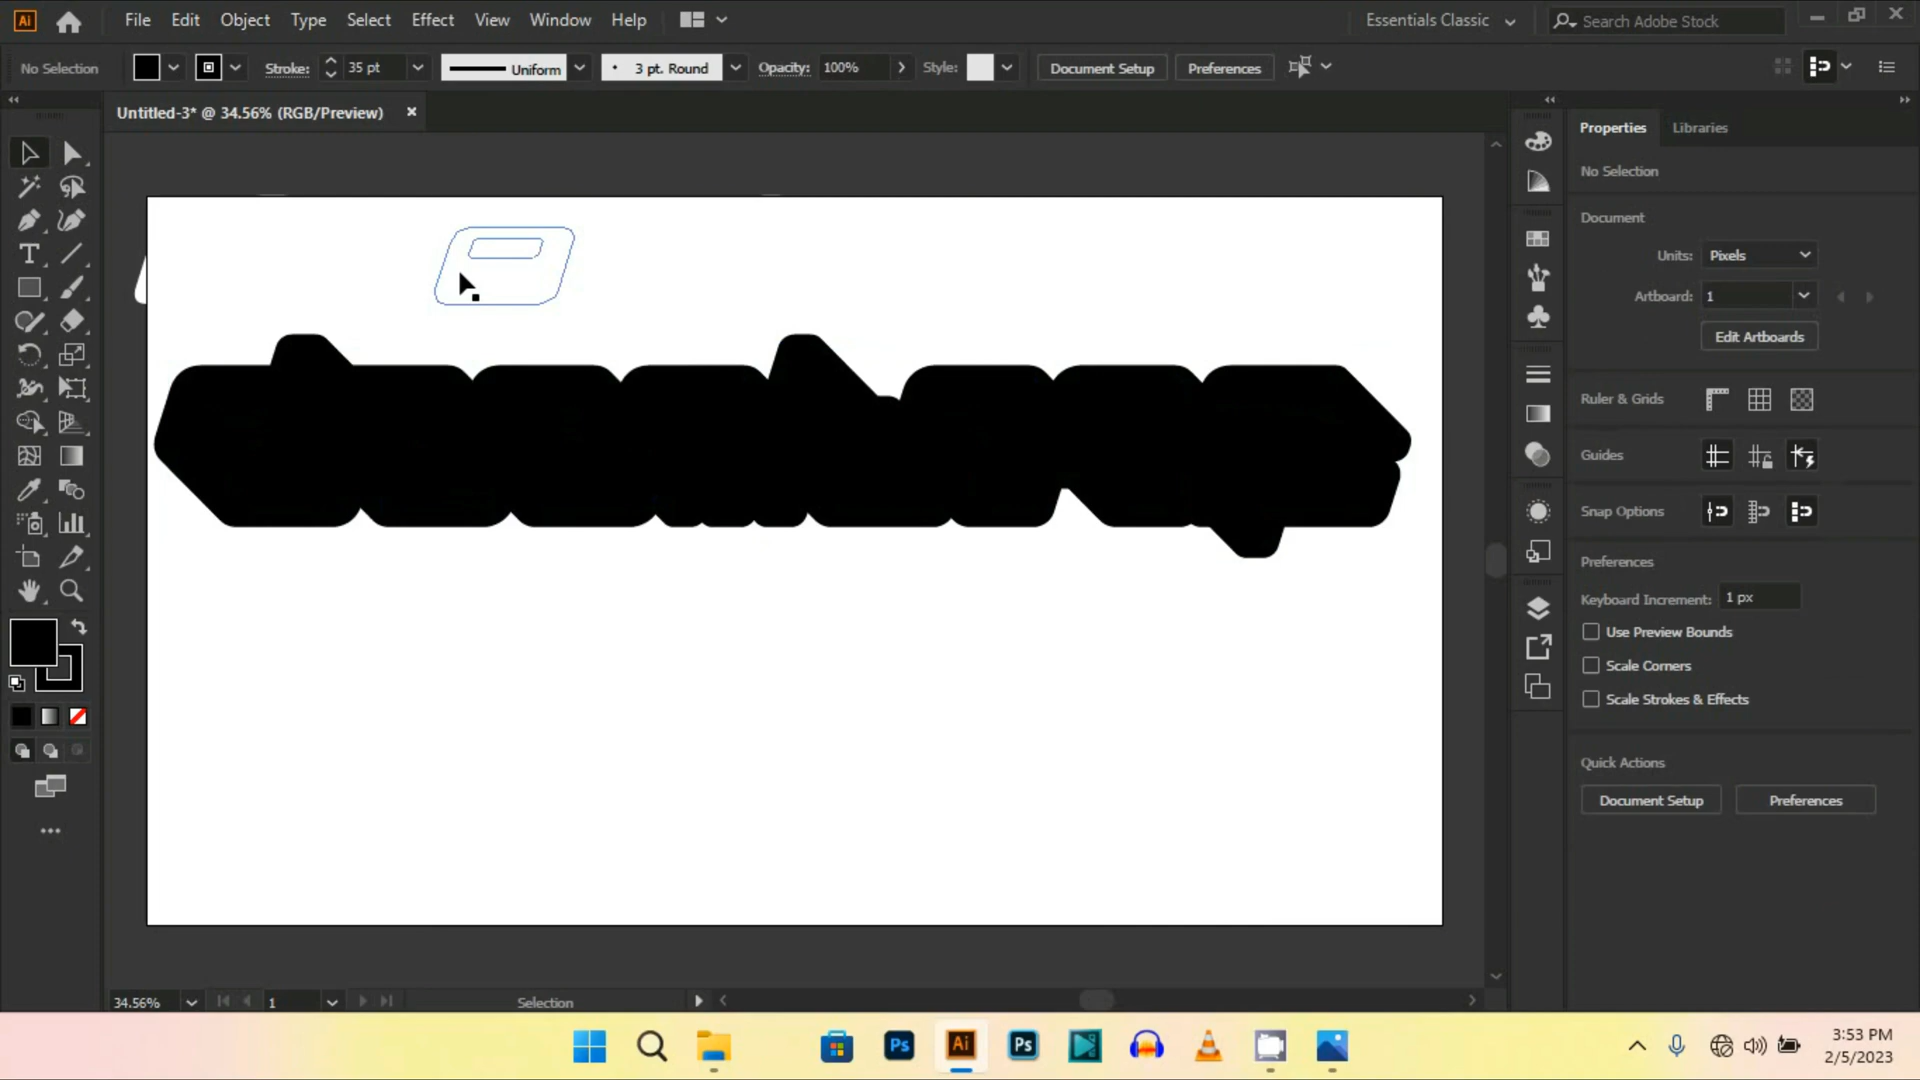 Ai File Edit Object Type Select Effect View Window Help Essentials Classic Search Adobe Stock
No Selection Stroke: 35 pt Uniform 3 pt. Round Opacity: 100% Style: Document Setup Preferences
Untitled-3* @ 34.56% (RGB/Preview)
Properties Libraries
No Selection
Document
Units: Pixels
Artboard: 1
Edit Artboards
Ruler & Grids
Guides
Snap Options
Preferences
Keyboard Increment: 1 px
Use Preview Bounds
Scale Corners
Scale Strokes & Effects
Quick Actions
Document Setup Preferences
34.56% 1 Selection
Ps Ai Ps
3:53 PM
2/5/2023